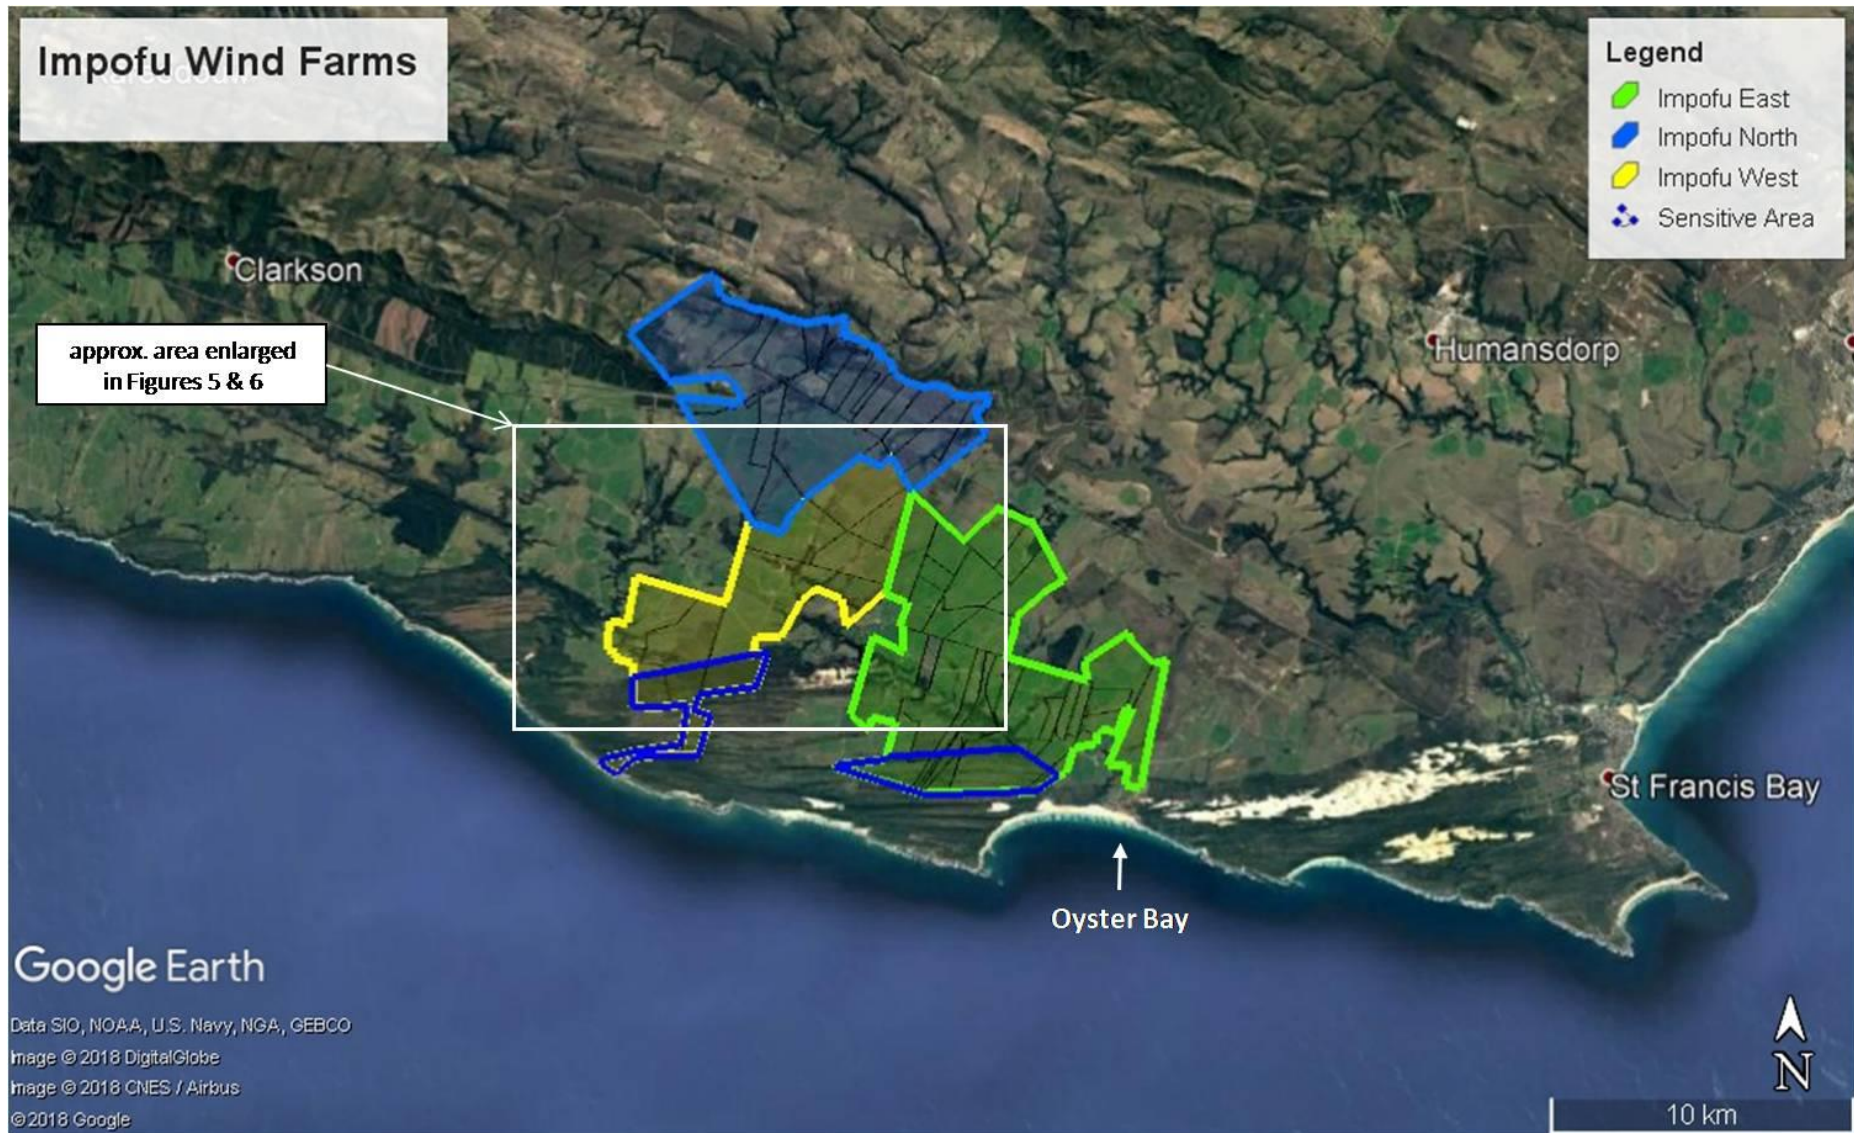 Impofu Wind Farms
Legend
Impofu East
Impofu North
Impofu West
Sensitive Area
Clarkson
approx. area enlarged
in Figures 5 & 6
Humansdorp
St Francis Bay
Oyster Bay
Google Earth
Data SIO, NOAA, U.S. Navy, NGA, GEBCO
Image © 2018 DigitalGlobe
Image © 2018 CNES / Airbus
©2018 Google
N
10 km